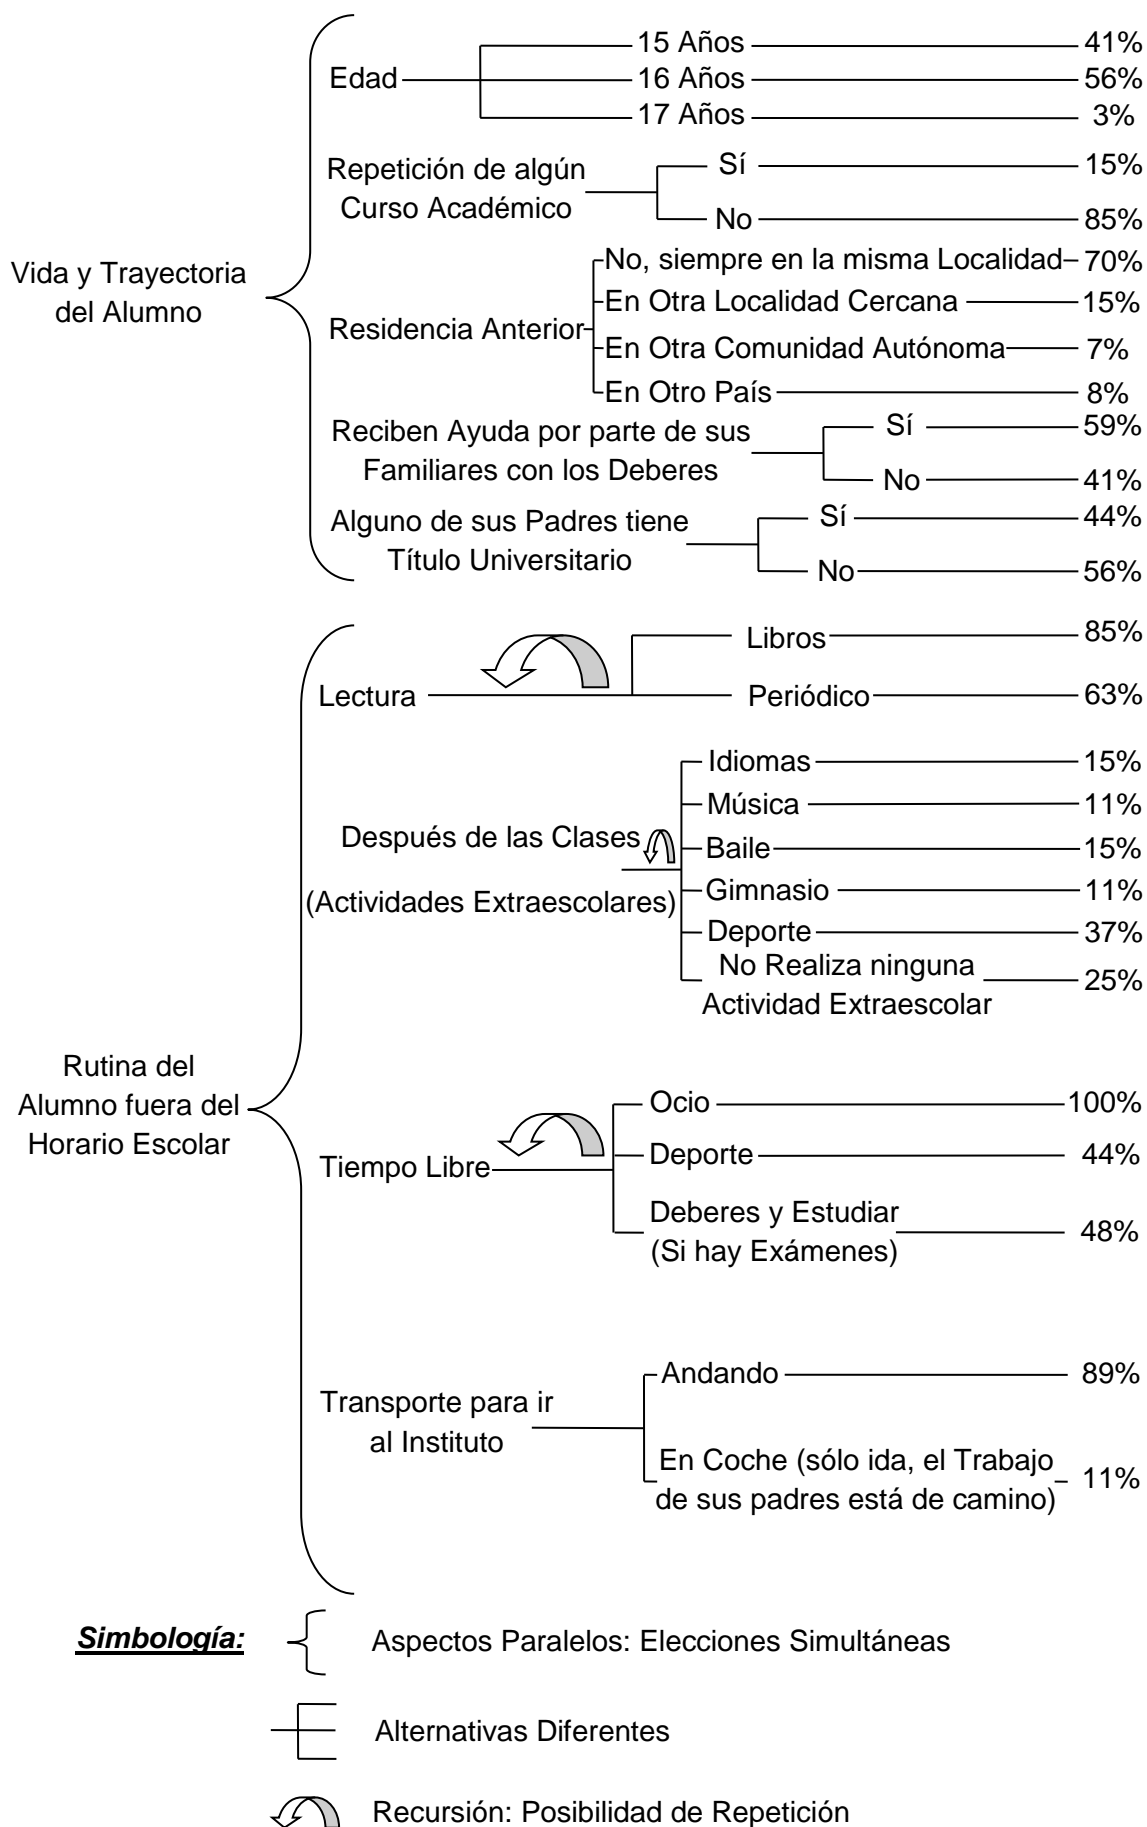 15 Años 41%
Edad 16 Años 56%
17 Años 3%
Repetición de algún
Curso Académico
Sí 15%
No 85%
Vida y Trayectoria
del Alumno
No, siempre en la misma Localidad 70%
En Otra Localidad Cercana 15%
Residencia Anterior
En Otra Comunidad Autónoma 7%
En Otro País 8%
Reciben Ayuda por parte de sus
Familiares con los Deberes
Sí 59%
No 41%
Alguno de sus Padres tiene
Título Universitario
Sí 44%
No 56%
Libros 85%
Lectura Periódico 63%
Idiomas 15%
Música 11%
Después de las Clases
(Actividades Extraescolares)
Baile 15%
Gimnasio 11%
Deporte 37%
No Realiza ninguna
Actividad Extraescolar
25%
Rutina del
Alumno fuera del
Horario Escolar
Ocio 100%
Tiempo Libre
Deporte 44%
Deberes y Estudiar
(Si hay Exámenes)
48%
Transporte para ir
al Instituto
Andando 89%
En Coche (sólo ida, el Trabajo
de sus padres está de camino)
11%
Simbología:
Aspectos Paralelos: Elecciones Simultáneas
Alternativas Diferentes
Recursión: Posibilidad de Repetición